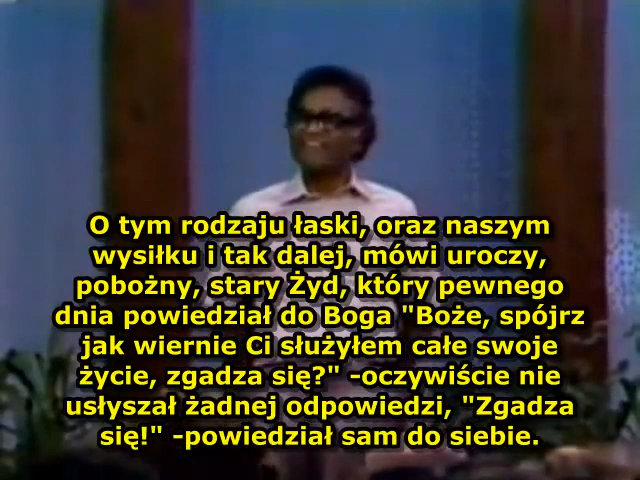 O tym rodzaju łaski, oraz naszym
wysiłku i tak dalej, mówi uroczy,
pobożny, stary Żyd, który pewnego
dnia powiedział do Boga "Boże, spójrz
jak wiernie Ci służyłem całe swoje
życie, zgadza się?" -oczywiście nie
usłyszał żadnej odpowiedzi, "Zgadza
się!" -powiedział sam do siebie.